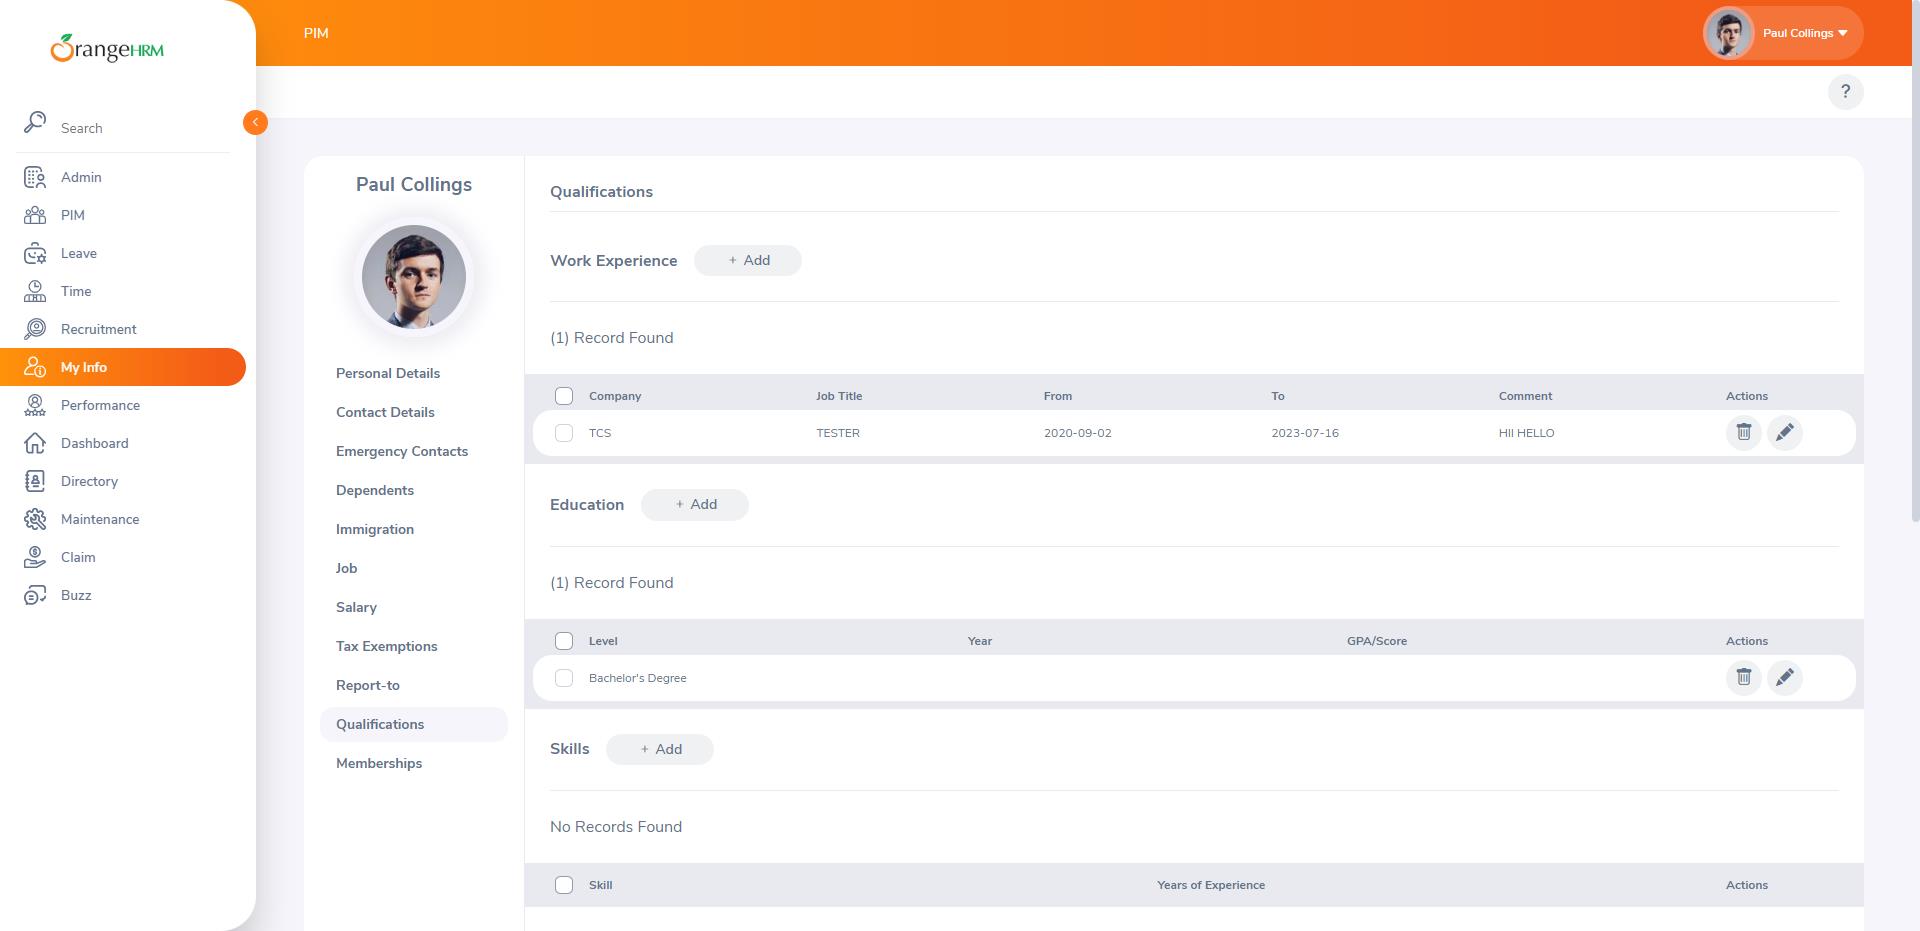 OrangeHRM
Search
Admin
PIM
Leave
Time
Recruitment
My Info
Performance
Dashboard
Directory
Maintenance
Claim
Buzz
PIM
Paul Collings
?
Paul Collings
Personal Details
Contact Details
Emergency Contacts
Dependents
Immigration
Job
Salary
Tax Exemptions
Report-to
Qualifications
Memberships
Qualifications
Work Experience + Add
(1) Record Found
Company Job Title From To Comment Actions
TCS TESTER 2020-09-02 2023-07-16 HII HELLO
Education + Add
(1) Record Found
Level Year GPA/Score Actions
Bachelor's Degree
Skills + Add
No Records Found
Skill Years of Experience Actions